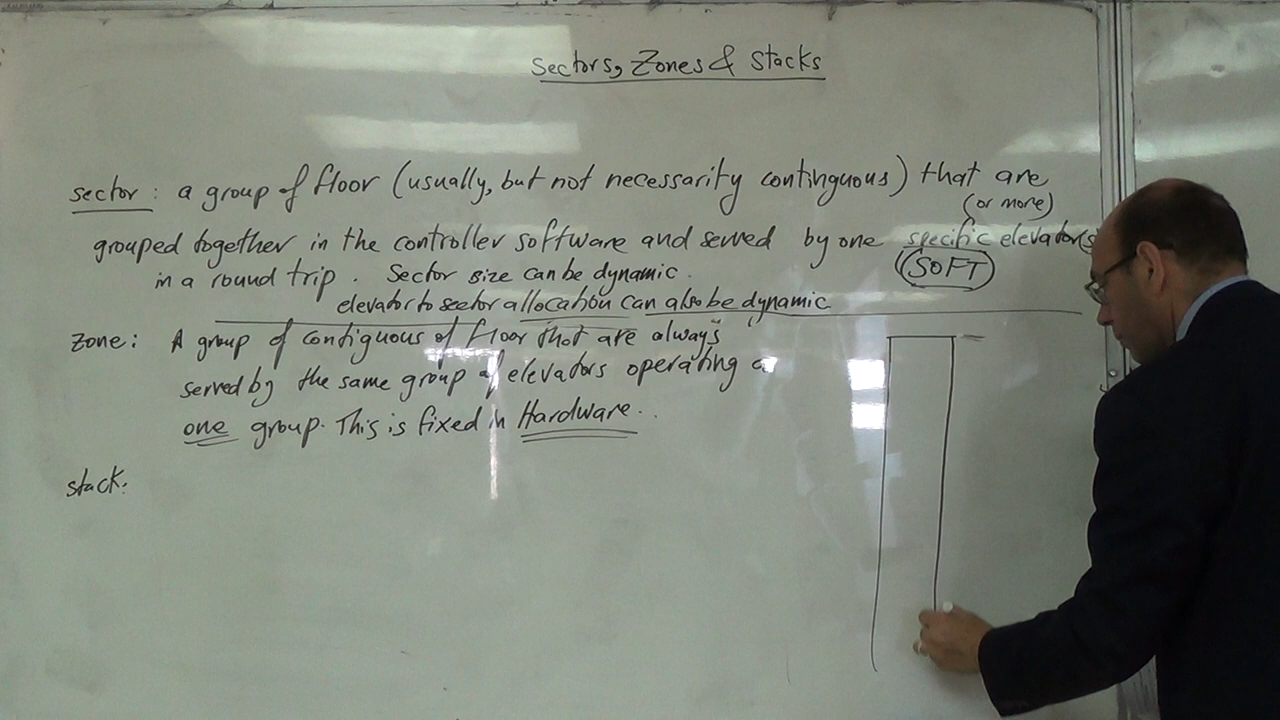 Sectors, Zones & Stacks
sector: a group of floor (usually, but not necessarity continguous) that are
(or more)
grouped together in the controller software and served by one specific elevator(s)
in a round trip. Sector size can be dynamic.
(SOFT)
elevator to sector allocation can also be dynamic
Zone: A group of contiguous of floor that are always
served by the same group of elevators operating a
one group. This is fixed in Hardware..
stack: